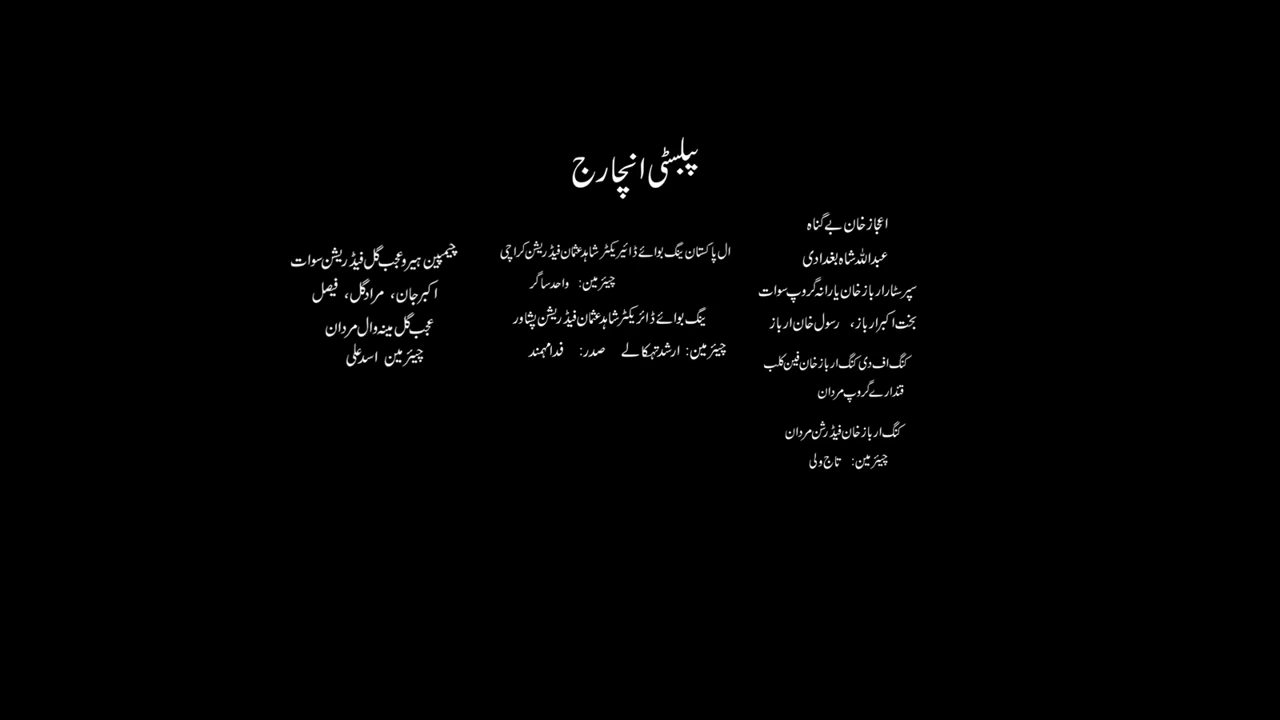 پبلسٹی انچارج
اعجاز خان بے گناہ
عبداللہ شاہ بغدادی
سپر سٹار ارباز خان یارانہ گروپ سوات
بخت اکبر ارباز، رسول خان ارباز
کنگ اف دی کنگ ارباز خان فین کلب
قندارے گروپ مردان
کنگ ارباز خان فیڈرشن مردان
چیئرمین: تاج ولی
ال پاکستان ینگ بوائے ڈائیریکٹر شاہد عثمان فیڈریشن کراچی
چیئرمین: واحد ساگر
ینگ بوائے ڈائریکٹر شاہد عثمان فیڈریشن پشاور
چیئرمین: ارشد تہکالے صدر: فدا مہمند
چیمپین ہیرو عجب گل فیڈریشن سوات
اکبر جان، مراد گل، فیصل
عجب گل مینہ وال مردان
چیئرمین اسد علی